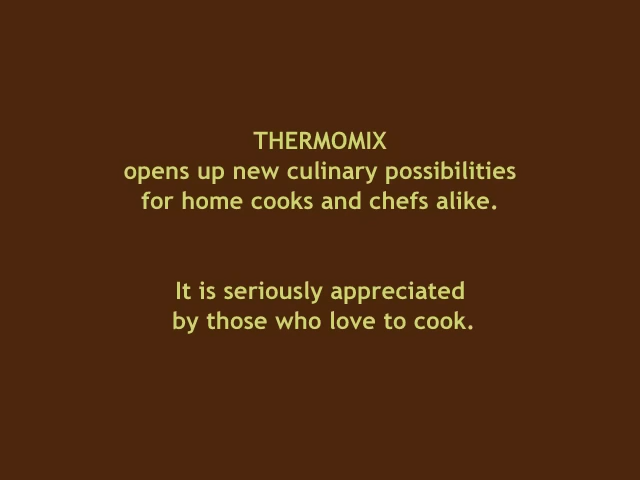 THERMOMIX
opens up new culinary possibilities
for home cooks and chefs alike.
It is seriously appreciated
by those who love to cook.